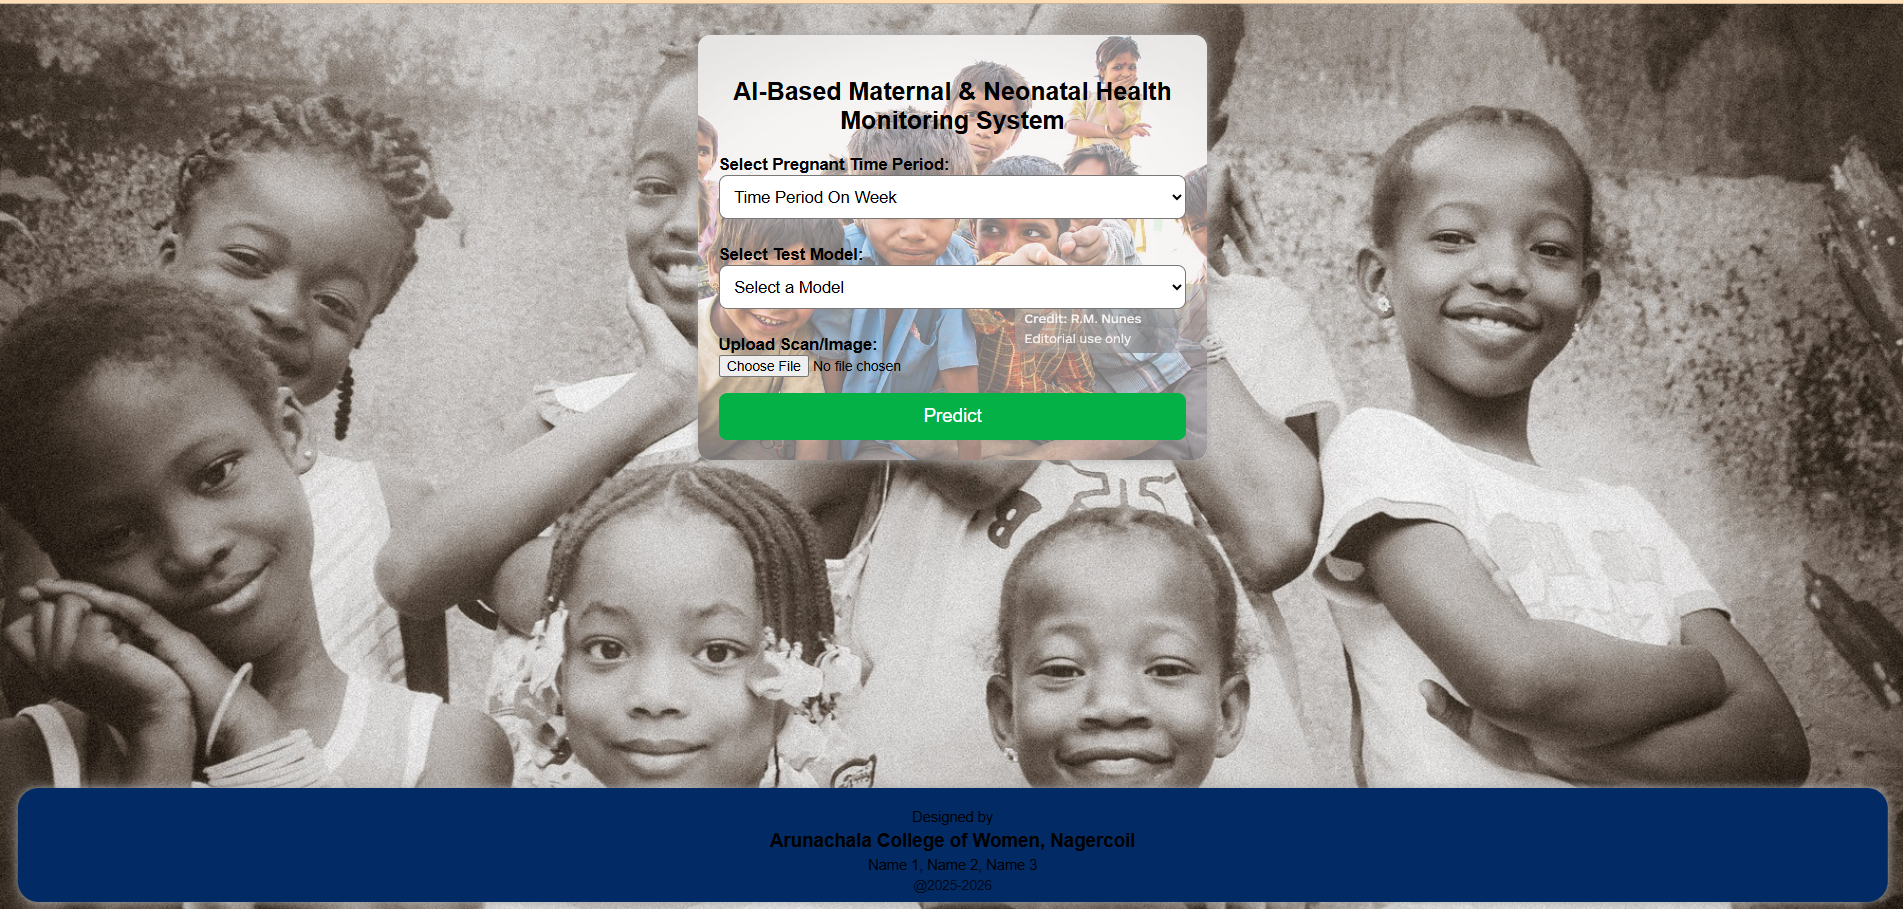 AI-Based Maternal & Neonatal Health
Monitoring System
Select Pregnant Time Period:
Time Period On Week
Select Test Model:
Select a Model
Credit: R.M. Nunes
Editorial use only
Upload Scan/Image:
Choose File No file chosen
Predict
Designed by
Arunachala College of Women, Nagercoil
Name 1, Name 2, Name 3
@2025-2026